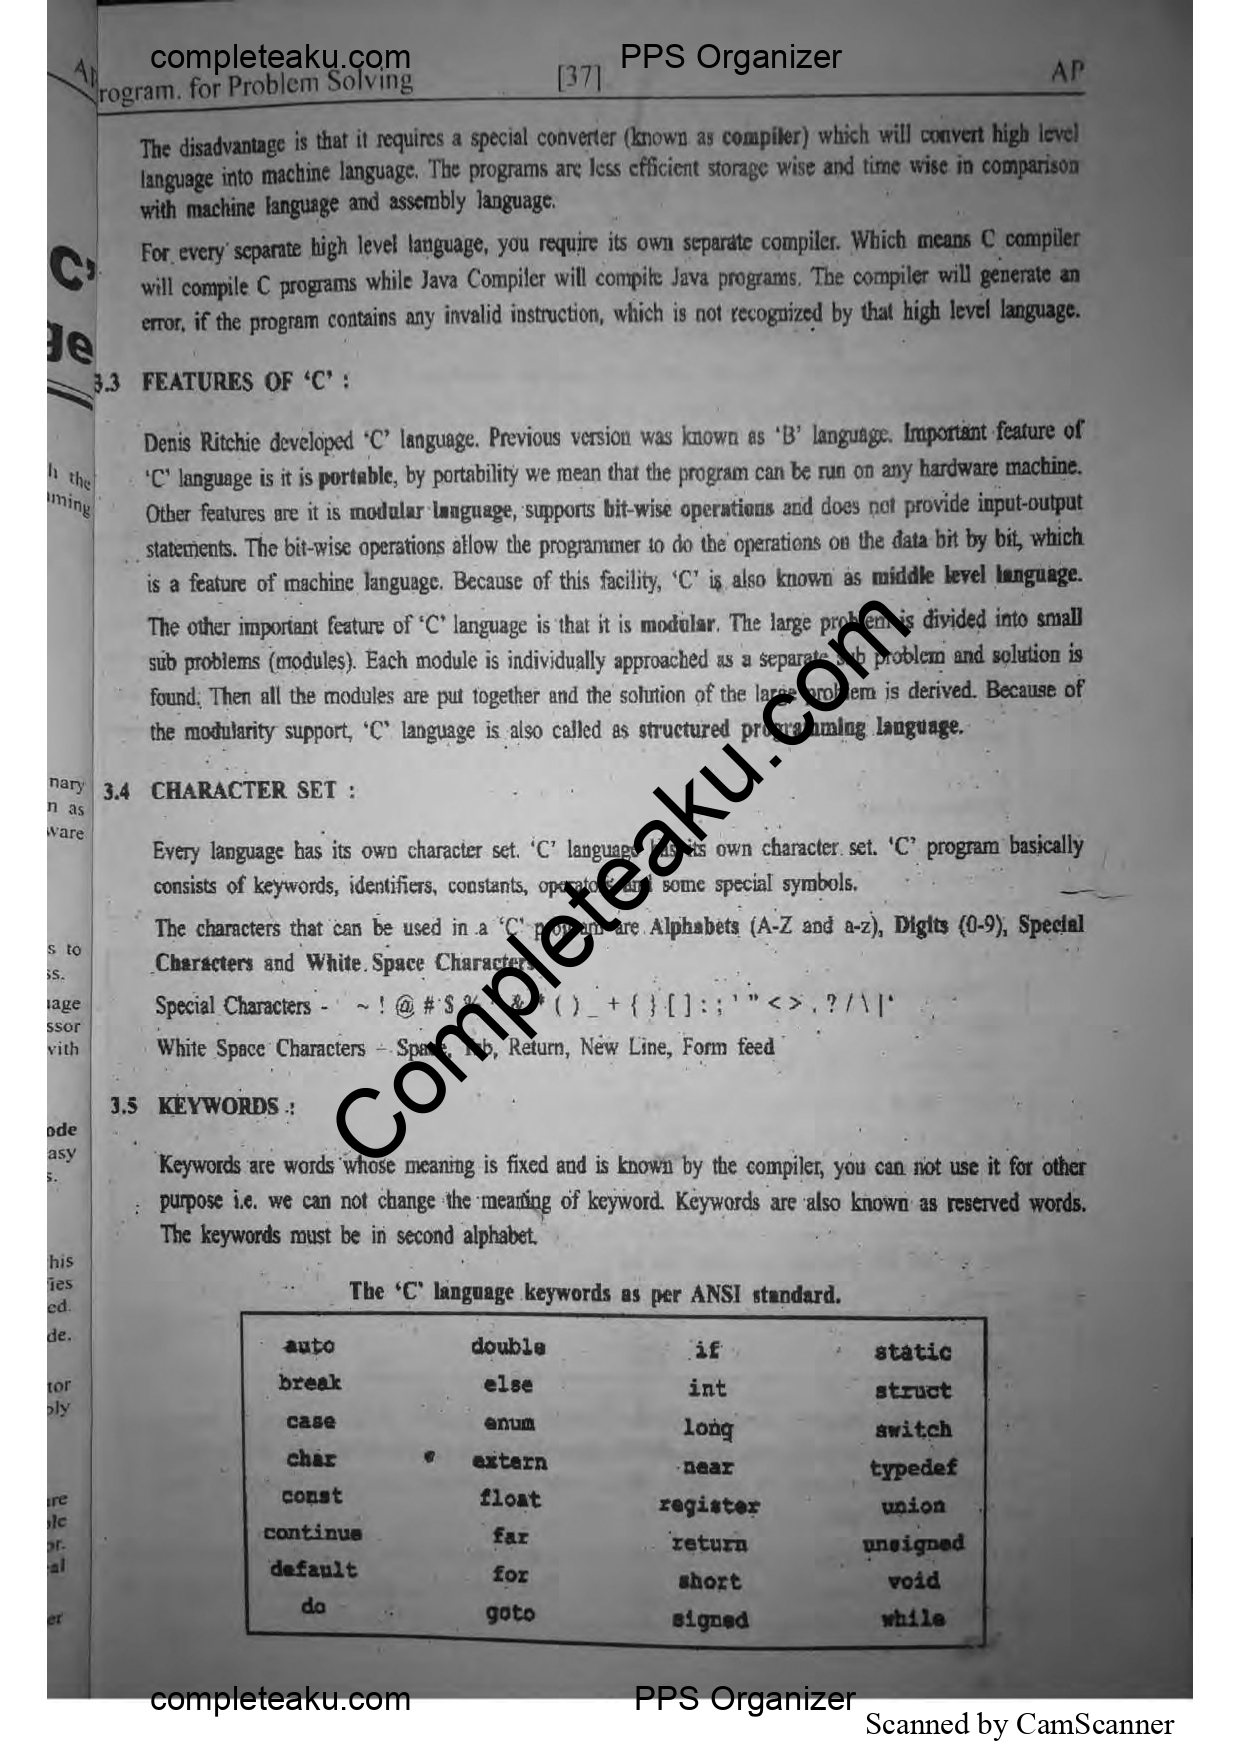 completeaku.com PPS Organizer
rogram. for Problem Solving [37] AP
The disadvantage is that it requires a special converter (known as compiler) which will convert high level
language into machine language. The programs are less efficient storage wise and time wise in comparison
with machine language and assembly language.
For every separate high level language, you require its own separate compiler. Which means C compiler
will compile C programs while Java Compiler will compile Java programs. The compiler will generate an
error, if the program contains any invalid instruction, which is not recognized by that high level language.
3.3 FEATURES OF ‘C’ :
Denis Ritchie developed ‘C’ language. Previous version was known as ‘B’ language. Important feature of
‘C’ language is it is portable, by portability we mean that the program can be run on any hardware machine.
Other features are it is modular language, supports bit-wise operations and does not provide input-output
statements. The bit-wise operations allow the programmer to do the operations on the data bit by bit, which
is a feature of machine language. Because of this facility, ‘C’ is also known as middle level language.
The other important feature of ‘C’ language is that it is modular. The large problem is divided into small
sub problems (modules). Each module is individually approached as a separate sub problem and solution is
found. Then all the modules are put together and the solution of the large problem is derived. Because of
the modularity support, ‘C’ language is also called as structured programming language.
3.4 CHARACTER SET :
Every language has its own character set. ‘C’ language has its own character set. ‘C’ program basically
consists of keywords, identifiers, constants, operators and some special symbols.
The characters that can be used in a ‘C’ program are Alphabets (A-Z and a-z), Digits (0-9), Special
Characters and White Space Characters
Special Characters - ~ ! @ # $ % & * ( ) _ + { } [ ] : ; ' " < > . ? / \ | '
White Space Characters - Space, Tab, Return, New Line, Form feed
3.5 KEYWORDS :
Keywords are words whose meaning is fixed and is known by the compiler, you can not use it for other
purpose i.e. we can not change the meaning of keyword. Keywords are also known as reserved words.
The keywords must be in second alphabet.
The ‘C’ language keywords as per ANSI standard.
auto double if static
break else int struct
case enum long switch
char extern near typedef
const float register union
continue far return unsigned
default for short void
do goto signed while
Completeaku.com
completeaku.com PPS Organizer
Scanned by CamScanner